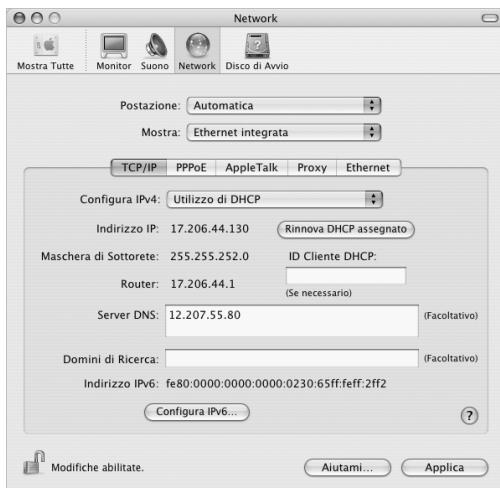 Network
Mostra Tutte Monitor Suono Network Disco di Avvio
Postazione: Automatica
Mostra: Ethernet integrata
TCP/IP PPPoE AppleTalk Proxy Ethernet
Configura IPv4: Utilizzo di DHCP
Indirizzo IP: 17.206.44.130 Rinnova DHCP assegnato
Maschera di Sottorete: 255.255.252.0 ID Cliente DHCP:
Router: 17.206.44.1
(Se necessario)
Server DNS: 12.207.55.80 (Facoltativo)
Domini di Ricerca: (Facoltativo)
Indirizzo IPv6: fe80:0000:0000:0000:0230:65ff:feff:2ff2
Configura IPv6... ?
Modifiche abilitate. Aiutami... Applica